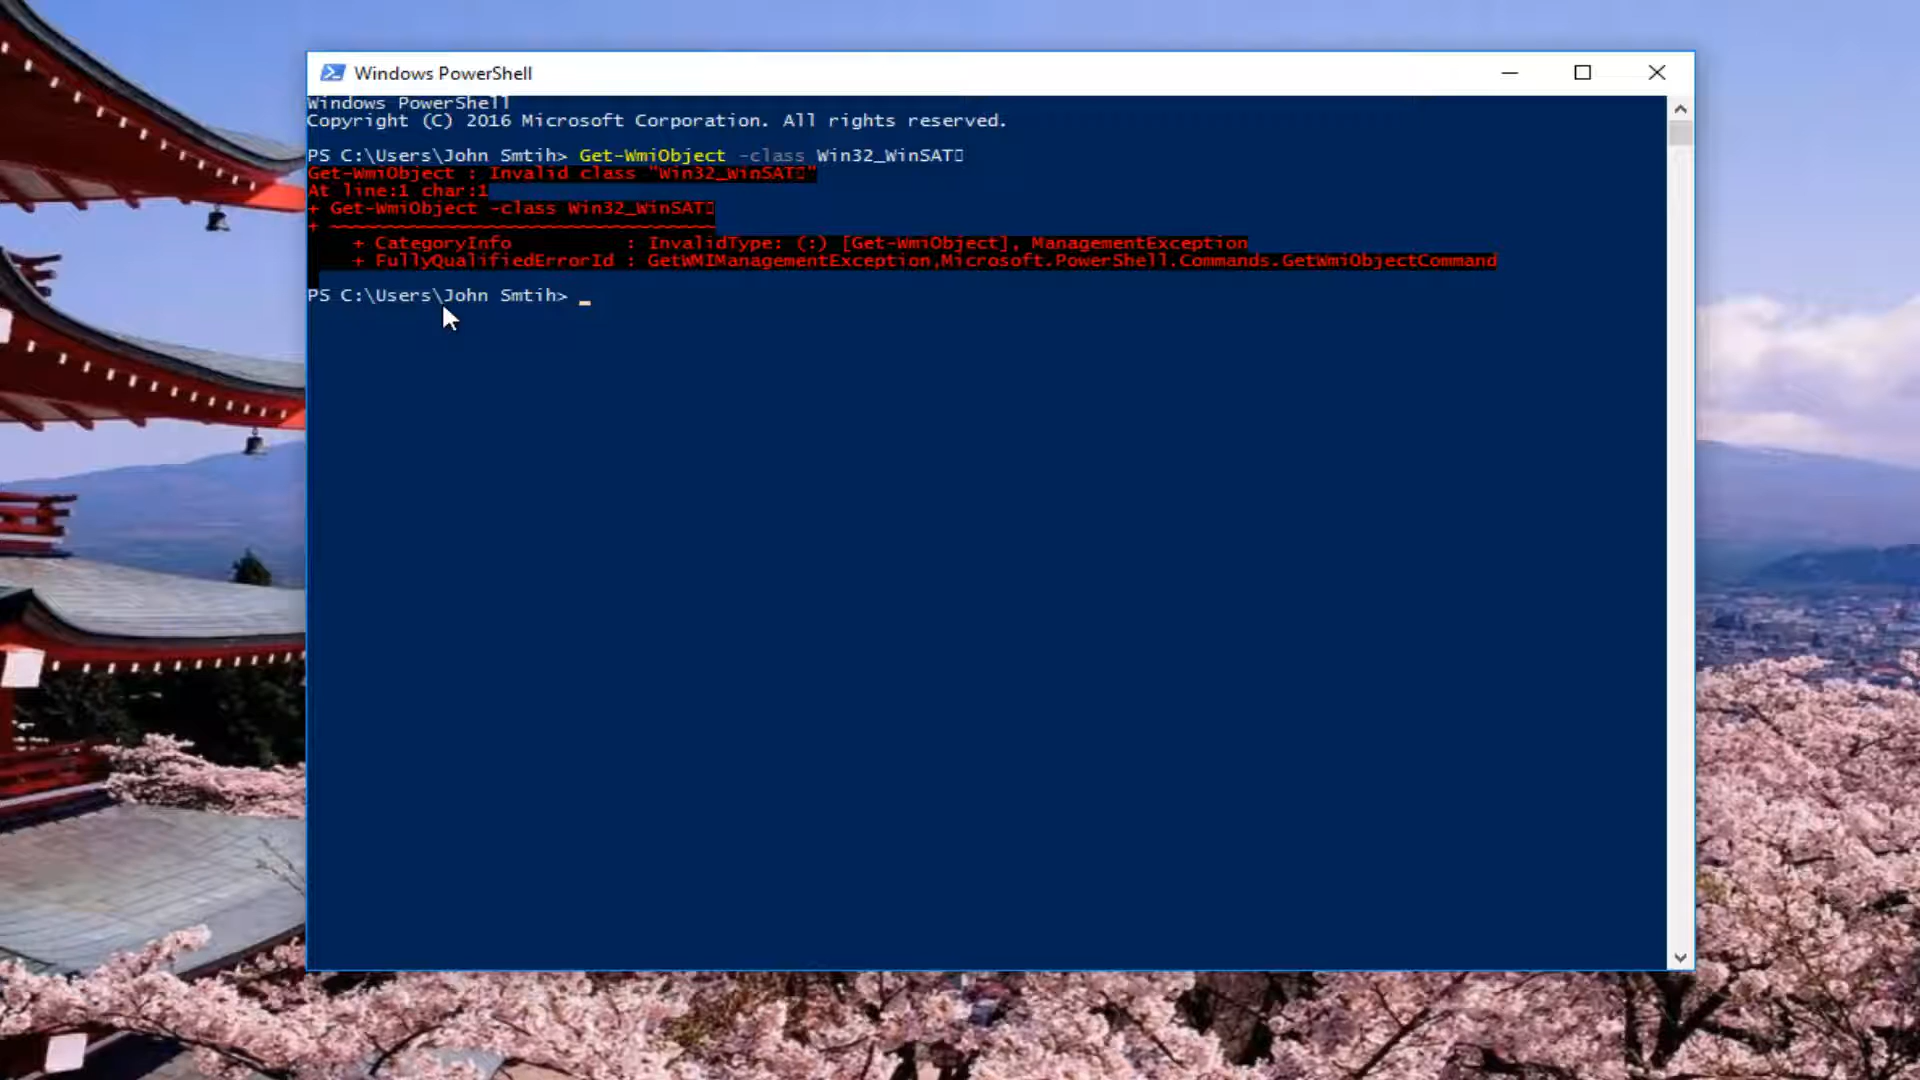 Windows PowerShell
Windows PowerShell
Copyright (C) 2016 Microsoft Corporation. All rights reserved.
PS C:\Users\John Smtih> Get-WmiObject -class Win32_WinSAT▯
Get-WmiObject : Invalid class "Win32_WinSAT▯"
At line:1 char:1
+ Get-WmiObject -class Win32_WinSAT▯
+ ~~~~~~~~~~~~~~~~~~~~~~~~~~~~~~~~~~
+ CategoryInfo : InvalidType: (:) [Get-WmiObject], ManagementException
+ FullyQualifiedErrorId : GetWMIManagementException,Microsoft.PowerShell.Commands.GetWmiObjectCommand
PS C:\Users\John Smtih> _